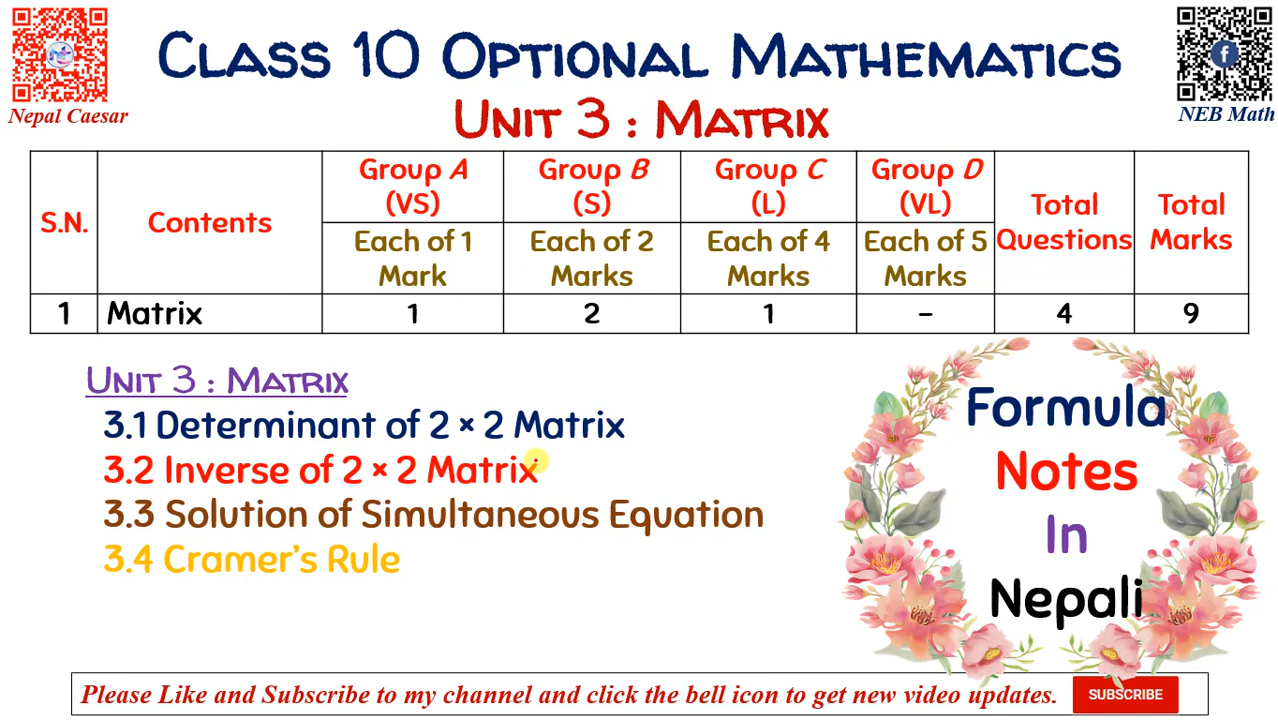 Class 10 Optional Mathematics
Unit 3 : Matrix
Nepal Caesar
NEB Math
S.N. Contents Group A (VS) Group B (S) Group C (L) Group D (VL) Total Questions Total Marks
Each of 1 Mark Each of 2 Marks Each of 4 Marks Each of 5 Marks
1 Matrix 1 2 1 – 4 9
Unit 3 : Matrix
3.1 Determinant of 2 × 2 Matrix
3.2 Inverse of 2 × 2 Matrix
3.3 Solution of Simultaneous Equation
3.4 Cramer's Rule
Formula
Notes
In
Nepali
Please Like and Subscribe to my channel and click the bell icon to get new video updates. SUBSCRIBE